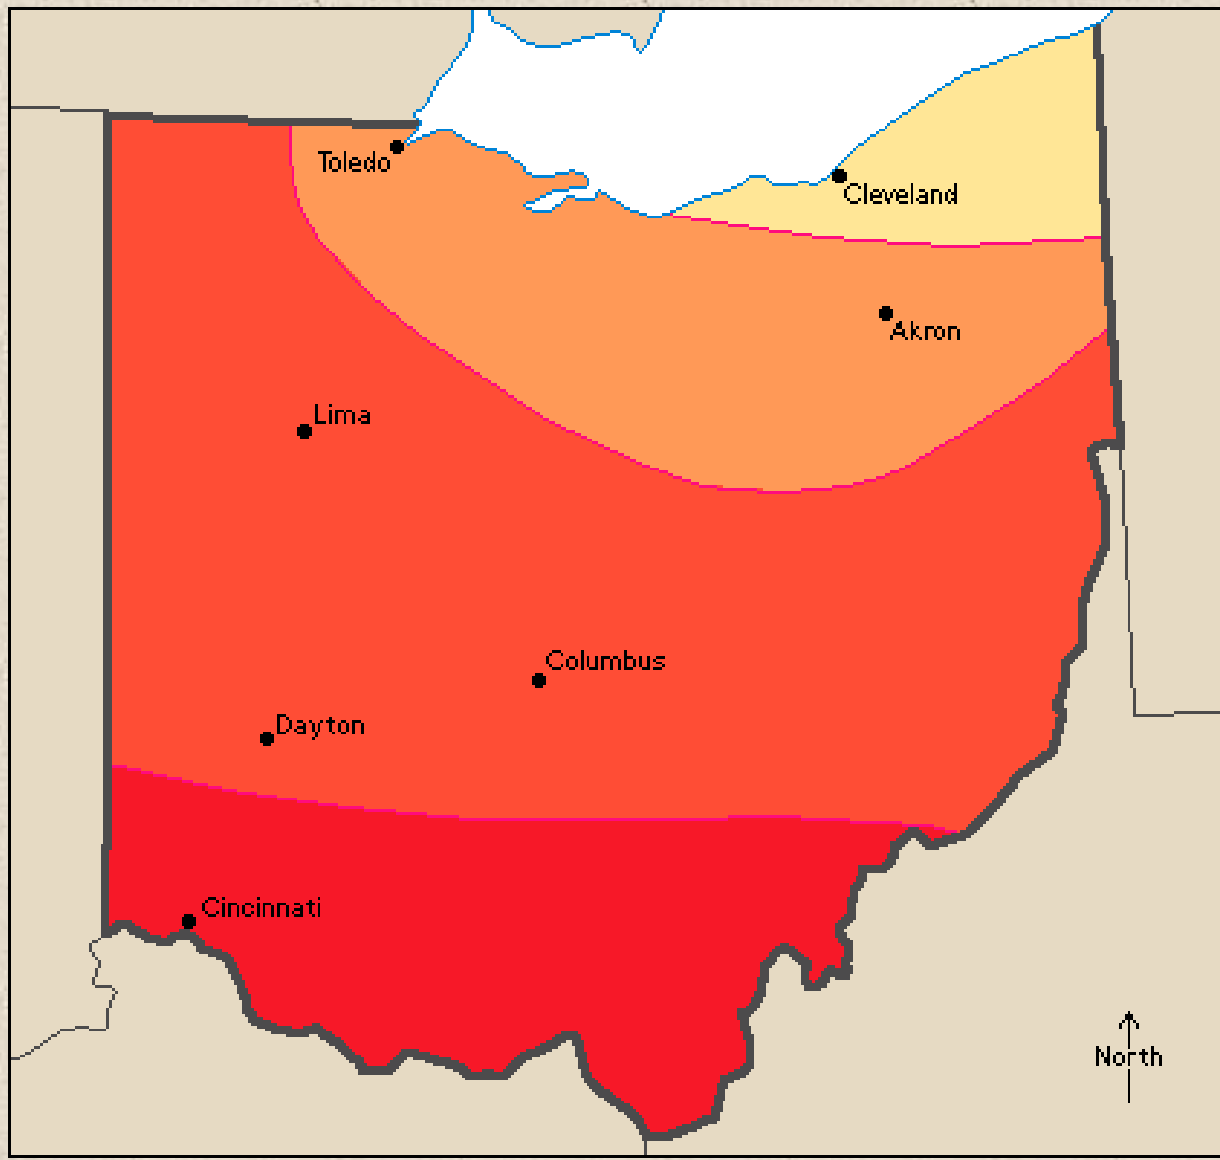 Toledo
Cleveland
Akron
Lima
Columbus
Dayton
Cincinnati
North